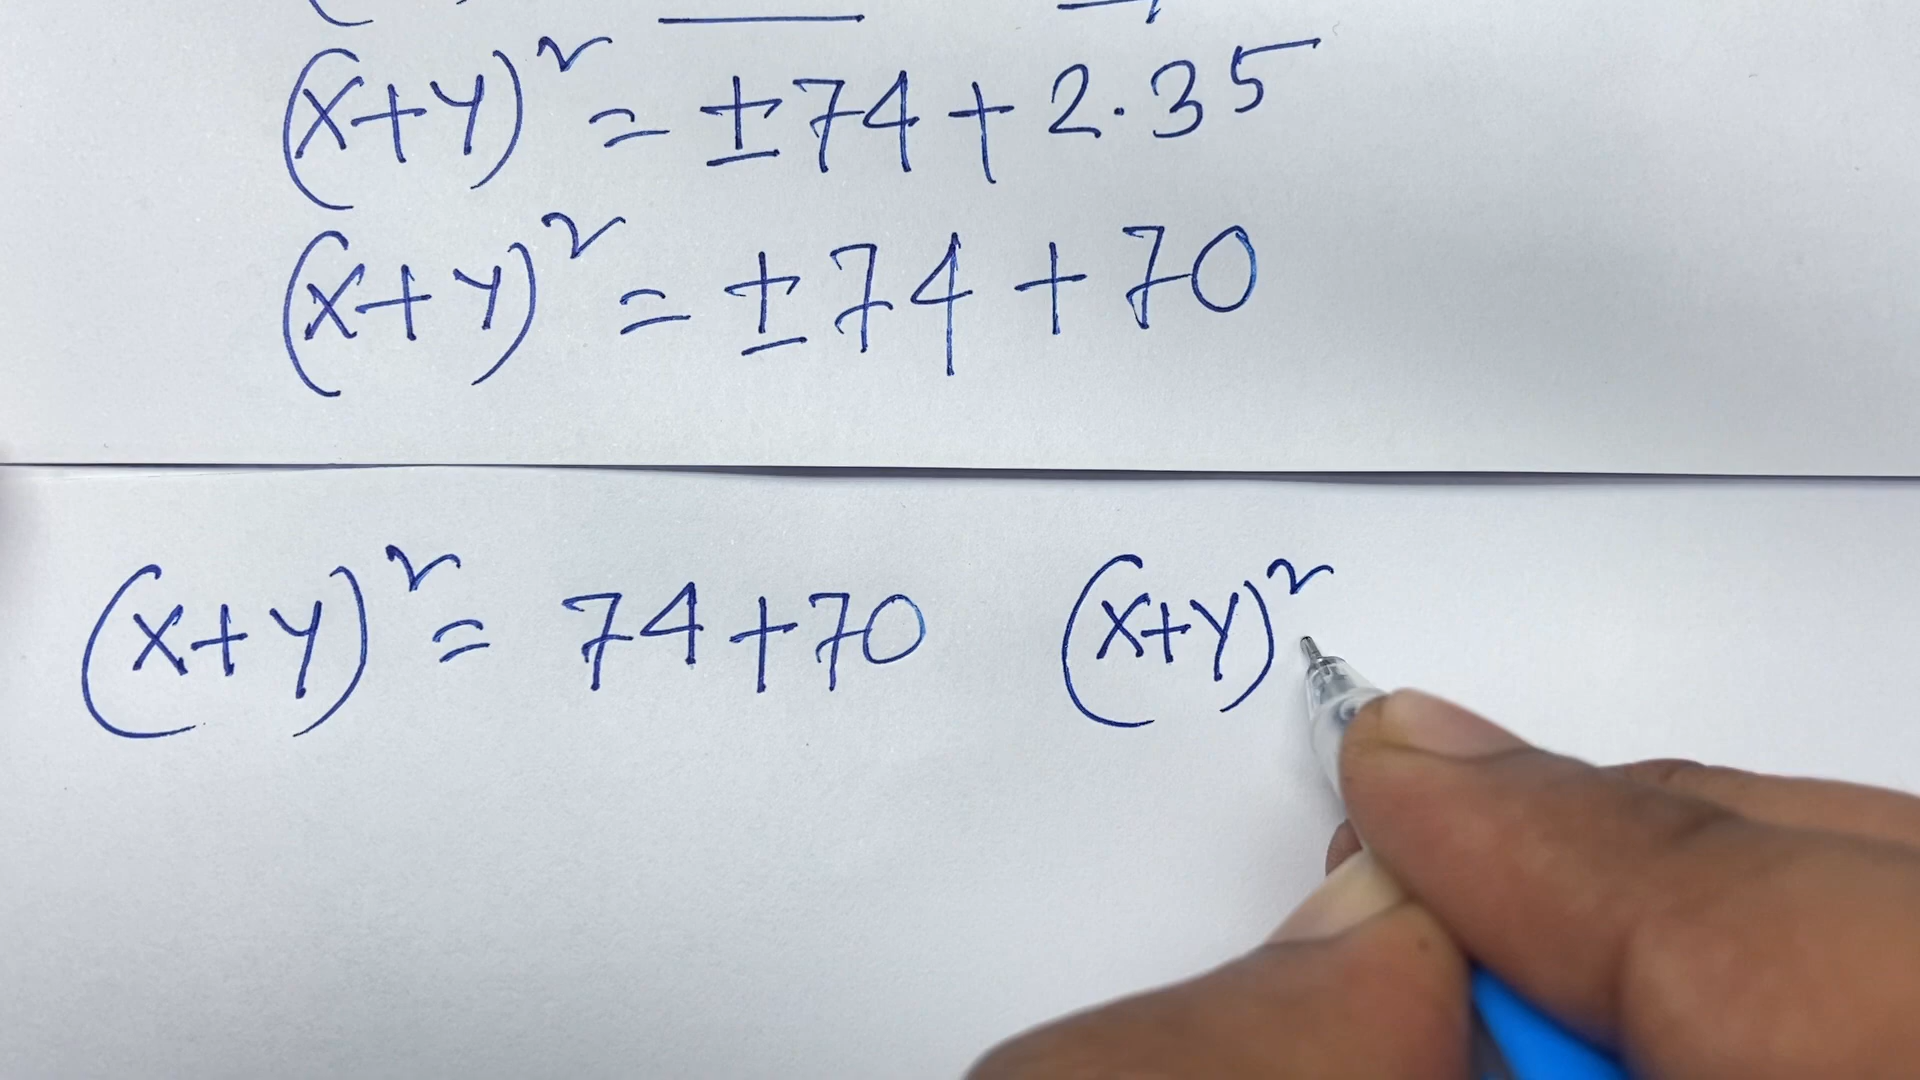 (x+y)² = ±74+2·35
(x+y)² = ±74+70
(x+y)² = 74+70 (x+y)²